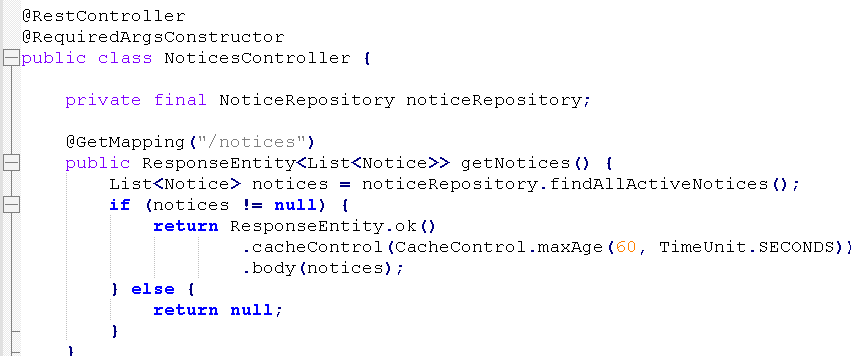 @RestController
@RequiredArgsConstructor
public class NoticesController {
private final NoticeRepository noticeRepository;
@GetMapping("/notices")
public ResponseEntity<List<Notice>> getNotices() {
List<Notice> notices = noticeRepository.findAllActiveNotices();
if (notices != null) {
return ResponseEntity.ok()
.cacheControl(CacheControl.maxAge(60, TimeUnit.SECONDS))
.body(notices);
} else {
return null;
}
}